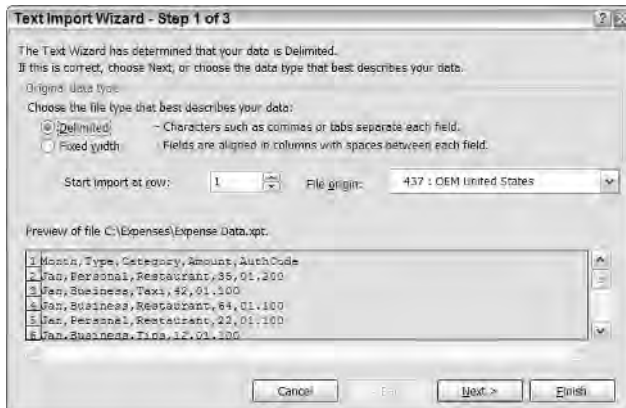 Text Import Wizard - Step 1 of 3
The Text Wizard has determined that your data is Delimited.
If this is correct, choose Next, or choose the data type that best describes your data.
Original data type
Choose the file type that best describes your data:
Delimited - Characters such as commas or tabs separate each field.
Fixed width - Fields are aligned in columns with spaces between each field.
Start import at row: 1 File origin: 437 : OEM United States
Preview of file C:\Expenses\Expense Data.xpt.
1 Month,Type,Category,Amount,AuthCode
2 Jan,Personal,Restaurant,35,01.200
3 Jan,Business,Taxi,42,01.100
4 Jan,Business,Restaurant,64,01.100
5 Jan,Personal,Restaurant,22,01.100
6 Jan,Business,Tips,12,01.100
Cancel Next > Finish